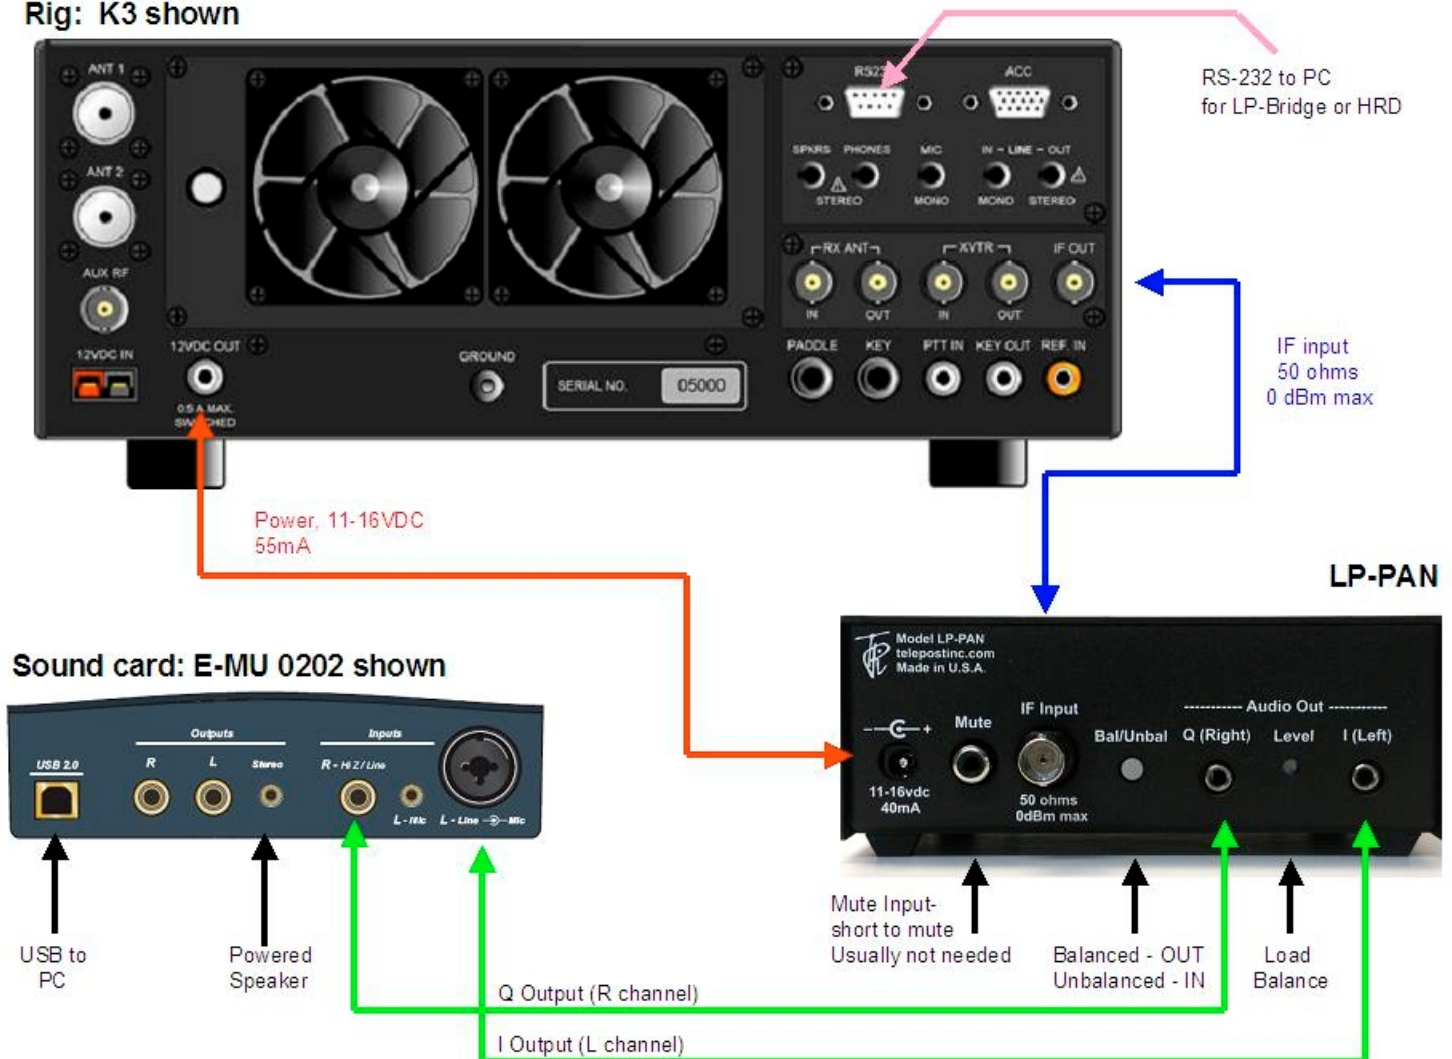 Rig: K3 shown
RS-232 to PC
for LP-Bridge or HRD
ANT 1
ANT 2
AUX RF
12VDC IN
12VDC OUT
0.5 A MAX.
GROUND
SERIAL NO.
05000
ACC
SPKRS
PHONES
MIC
IN - LINE - OUT
STEREO
MONO
MONO
STEREO
RX ANT
XVTR
IF OUT
IN
OUT
IN
OUT
PADDLE
KEY
PTT IN
KEY OUT
REF. IN
IF input
50 ohms
0 dBm max
Power, 11-16VDC
55mA
LP-PAN
Model LP-PAN
telepostinc.com
Made in U.S.A.
Mute
IF Input
Bal/Unbal
Audio Out
Q (Right)
Level
I (Left)
- +
11-16vdc
40mA
50 ohms
0dBm max
Sound card: E-MU 0202 shown
Outputs
Inputs
USB 2.0
R
L
Stereo
R - Hi Z / Line
L - Mic
L - Line
Mic
USB to
PC
Powered
Speaker
Mute Input-
short to mute
Usually not needed
Balanced - OUT
Unbalanced - IN
Load
Balance
Q Output (R channel)
I Output (L channel)